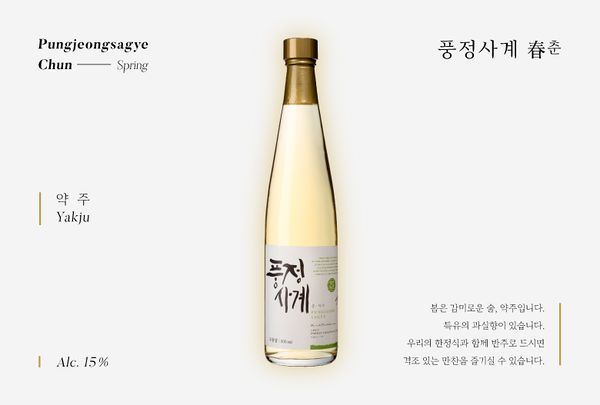 Pungjeongsagye
Chun — Spring
풍정사계 春춘
약 주
Yakju
풍정
사계
Alc. 15%
봄은 감미로운 술, 약주입니다.
특유의 과실향이 있습니다.
우리의 한정식과 함께 반주로 드시면
격조 있는 만찬을 즐기실 수 있습니다.